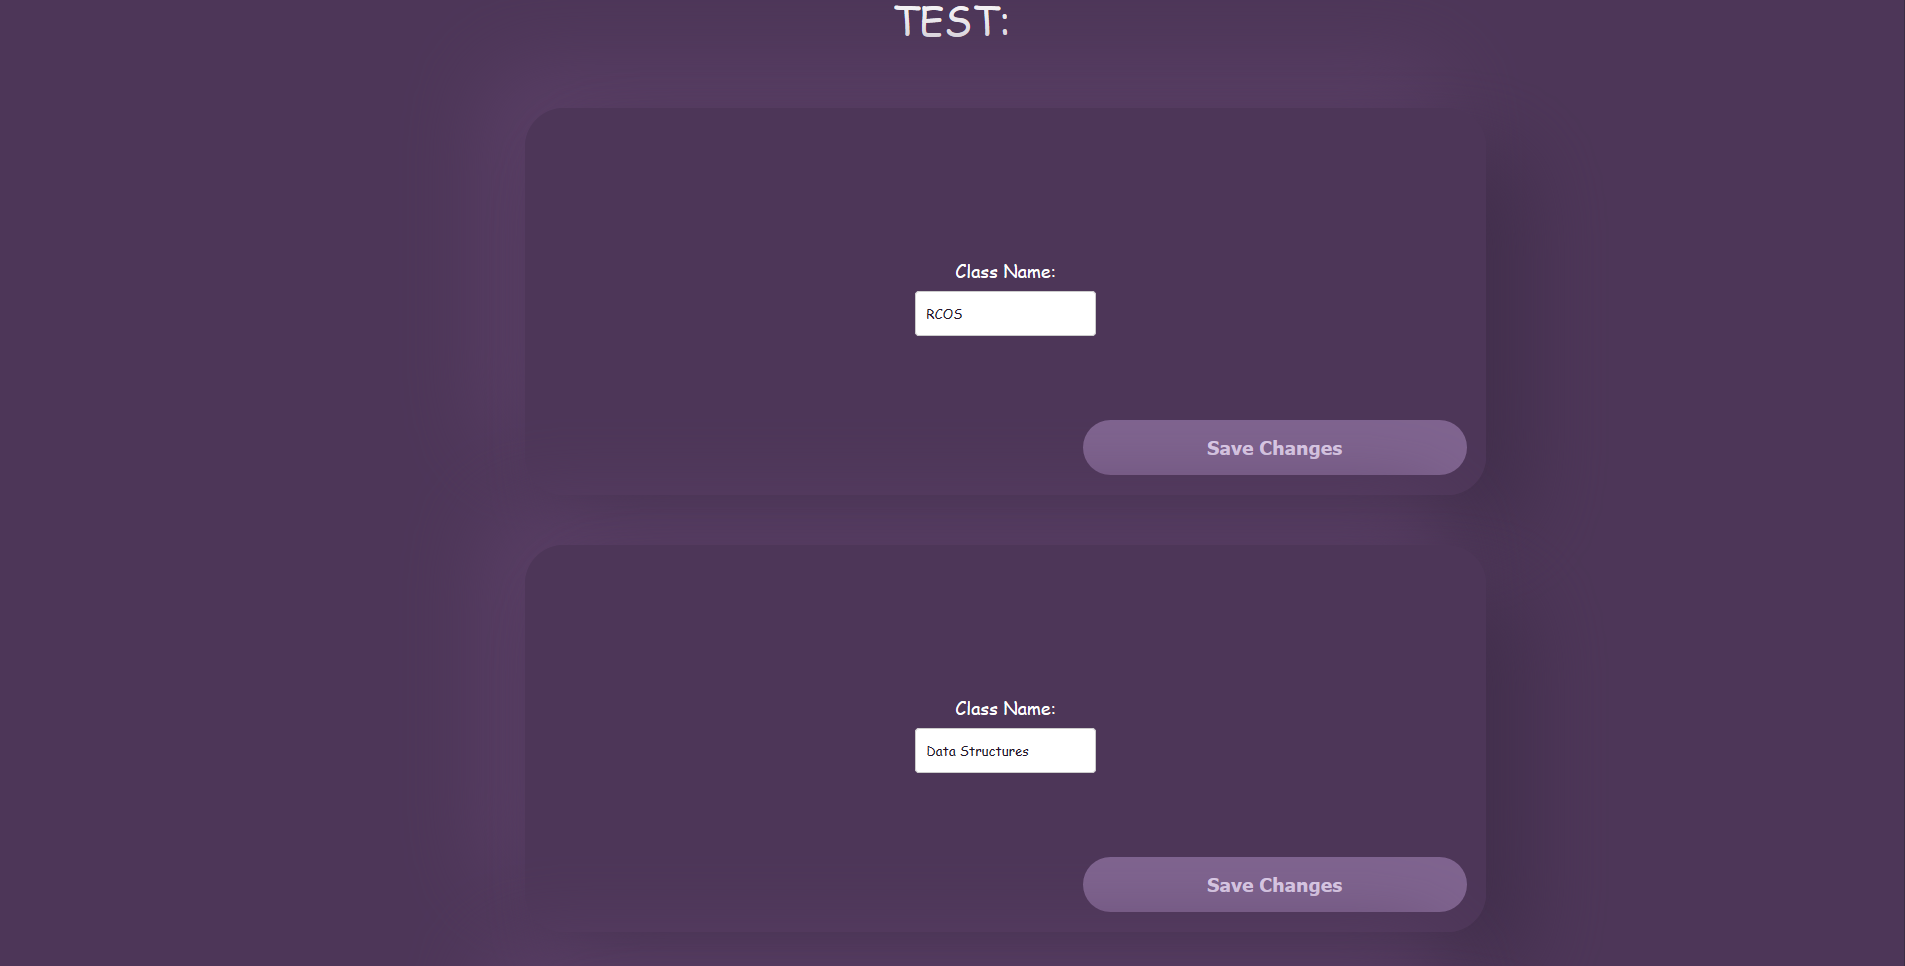 TEST:
Class Name:
RCOS
Save Changes
Class Name:
Data Structures
Save Changes